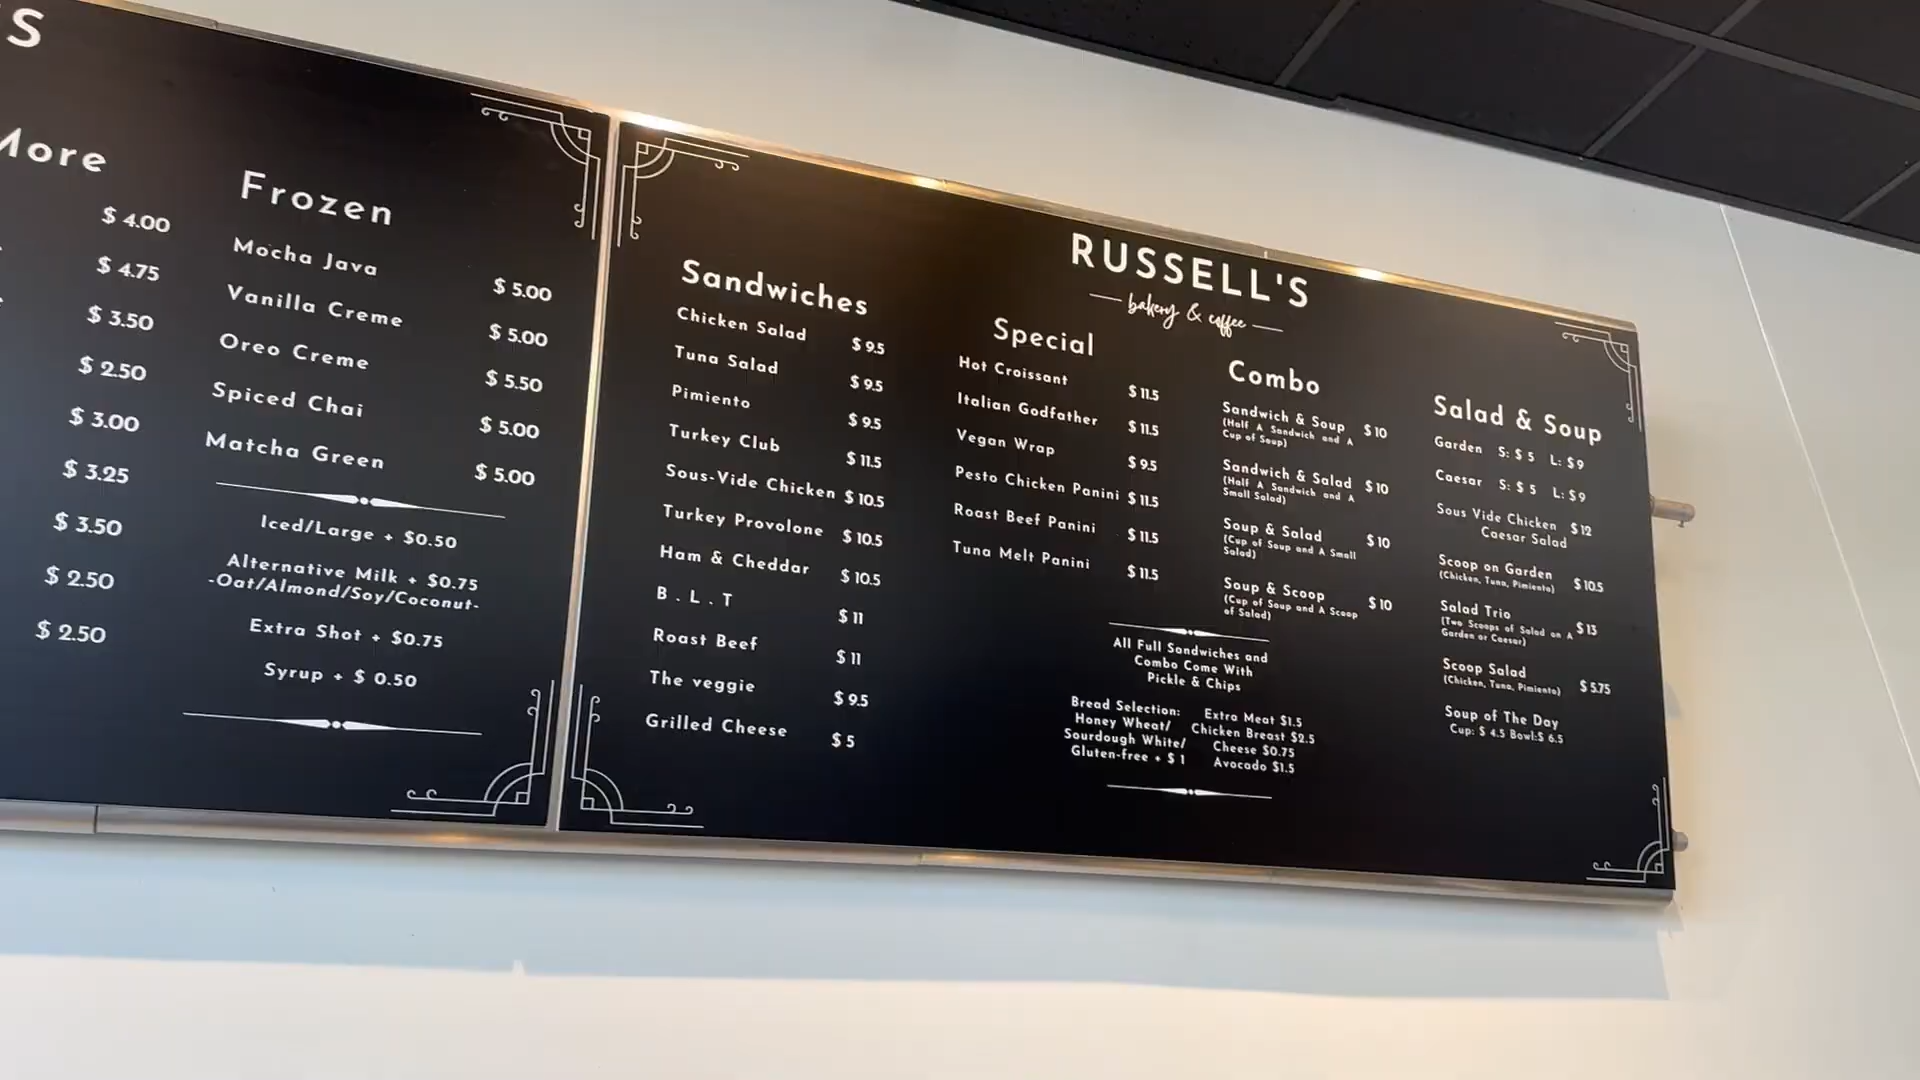 S
More
$ 4.00
$ 4.75
$ 3.50
$ 2.50
$ 3.00
$ 3.25
$ 3.50
$ 2.50
$ 2.50
Frozen
Mocha Java $ 5.00
Vanilla Creme $ 5.00
Oreo Creme $ 5.50
Spiced Chai $ 5.00
Matcha Green $ 5.00
Iced/Large + $0.50
Alternative Milk + $0.75
-Oat/Almond/Soy/Coconut-
Extra Shot + $0.75
Syrup + $ 0.50
RUSSELL'S
bakery & coffee
Sandwiches
Chicken Salad $ 9.5
Tuna Salad $ 9.5
Pimiento $ 9.5
Turkey Club $ 11.5
Sous-Vide Chicken $ 10.5
Turkey Provolone $ 10.5
Ham & Cheddar $ 10.5
B . L . T $ 11
Roast Beef $ 11
The veggie $ 9.5
Grilled Cheese $ 5
Special
Hot Croissant $ 11.5
Italian Godfather $ 11.5
Vegan Wrap $ 9.5
Pesto Chicken Panini $ 11.5
Roast Beef Panini $ 11.5
Tuna Melt Panini $ 11.5
Combo
Sandwich & Soup $ 10
(Half A Sandwich and A
Cup of Soup)
Sandwich & Salad $ 10
(Half A Sandwich and A
Small Salad)
Soup & Salad $ 10
(Cup of Soup and A Small
Salad)
Soup & Scoop $ 10
(Cup of Soup and A Scoop
of Salad)
All Full Sandwiches and
Combo Come With
Pickle & Chips
Bread Selection:
Honey Wheat/
Sourdough White/
Gluten-free + $ 1
Extra Meat $1.5
Chicken Breast $2.5
Cheese $0.75
Avocado $1.5
Salad & Soup
Garden S: $ 5 L: $ 9
Caesar S: $ 5 L: $ 9
Sous Vide Chicken $ 12
Caesar Salad
Scoop on Garden $ 10.5
(Chicken, Tuna, Pimiento)
Salad Trio $ 13
(Two Scoops of Salad on A
Garden or Caesar)
Scoop Salad $ 5.75
(Chicken, Tuna, Pimiento)
Soup of The Day
Cup: $ 4.5 Bowl:$ 6.5